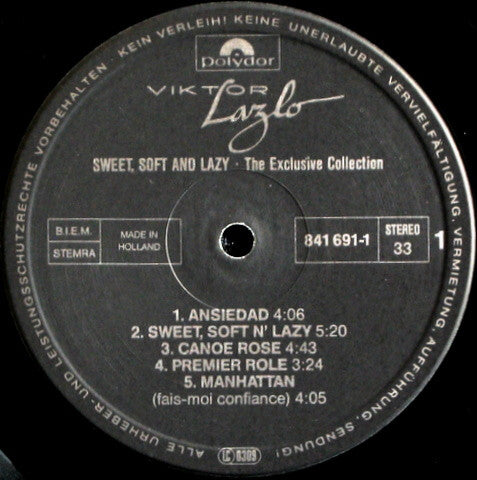 ALLE URHEBER- UND LEISTUNGSSCHUTZRECHTE VORBEHALTEN · KEIN VERLEIH! KEINE UNERLAUBTE VERVIELFÄLTIGUNG, VERMIETUNG, AUFFÜHRUNG, SENDUNG!
polydor
VIKTOR
Lazlo
SWEET, SOFT AND LAZY · The Exclusive Collection
B.I.E.M.
STEMRA
MADE IN
HOLLAND
841 691-1
STEREO
33
1
1. ANSIEDAD 4:06
2. SWEET, SOFT N' LAZY 5:20
3. CANOE ROSE 4:43
4. PREMIER ROLE 3:24
5. MANHATTAN
(fais-moi confiance) 4:05
LC 0309